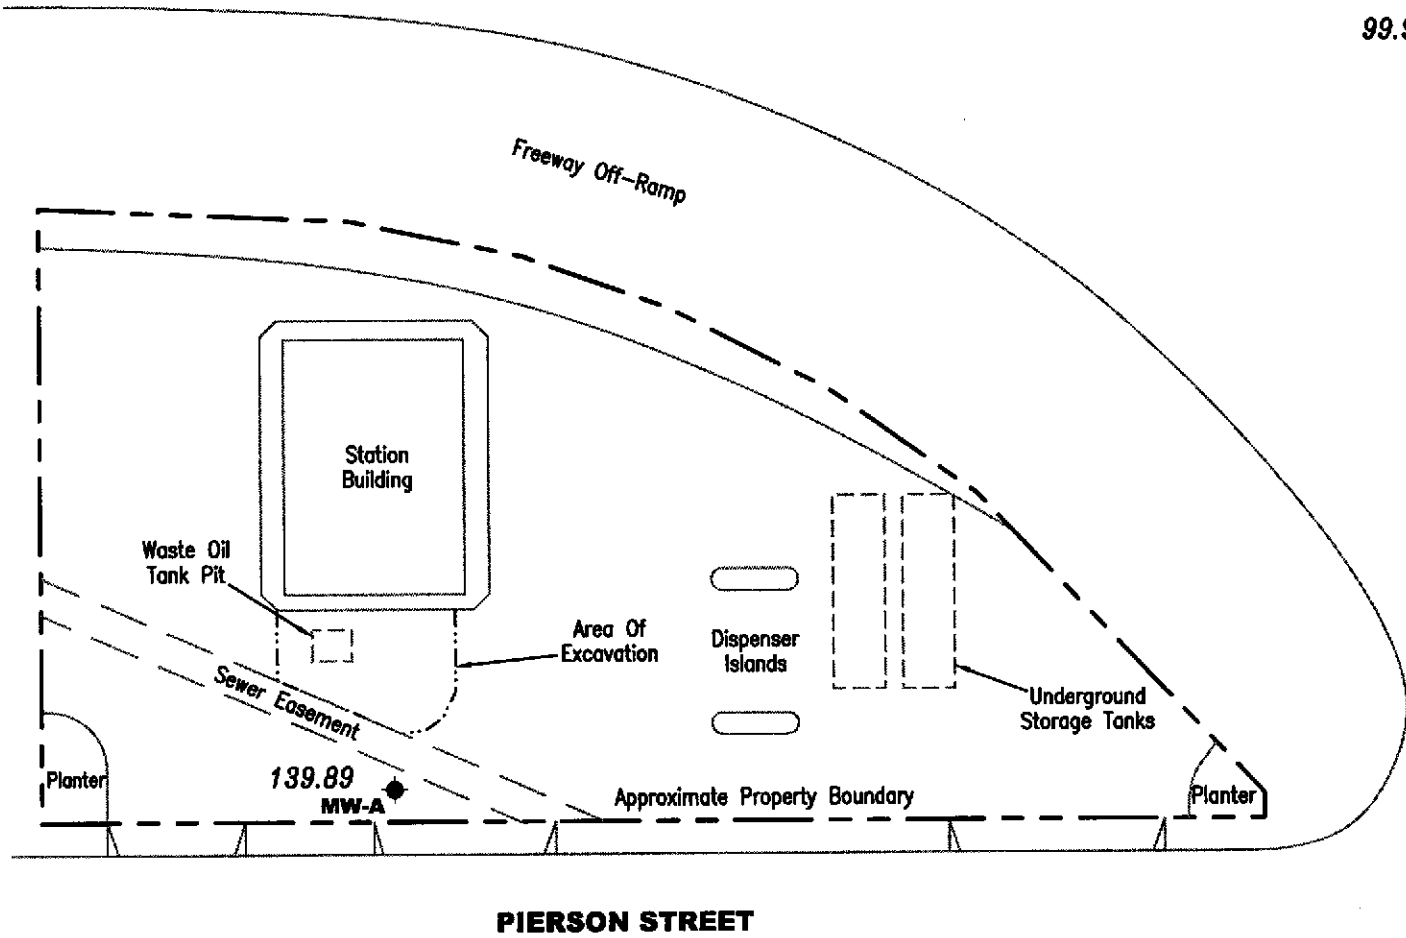 99.9
Freeway Off-Ramp
Station
Building
Waste Oil
Tank Pit
Area Of
Excavation
Dispenser
Islands
Underground
Storage Tanks
Sewer Easement
Planter
139.89
MW-A
Approximate Property Boundary
Planter
PIERSON STREET